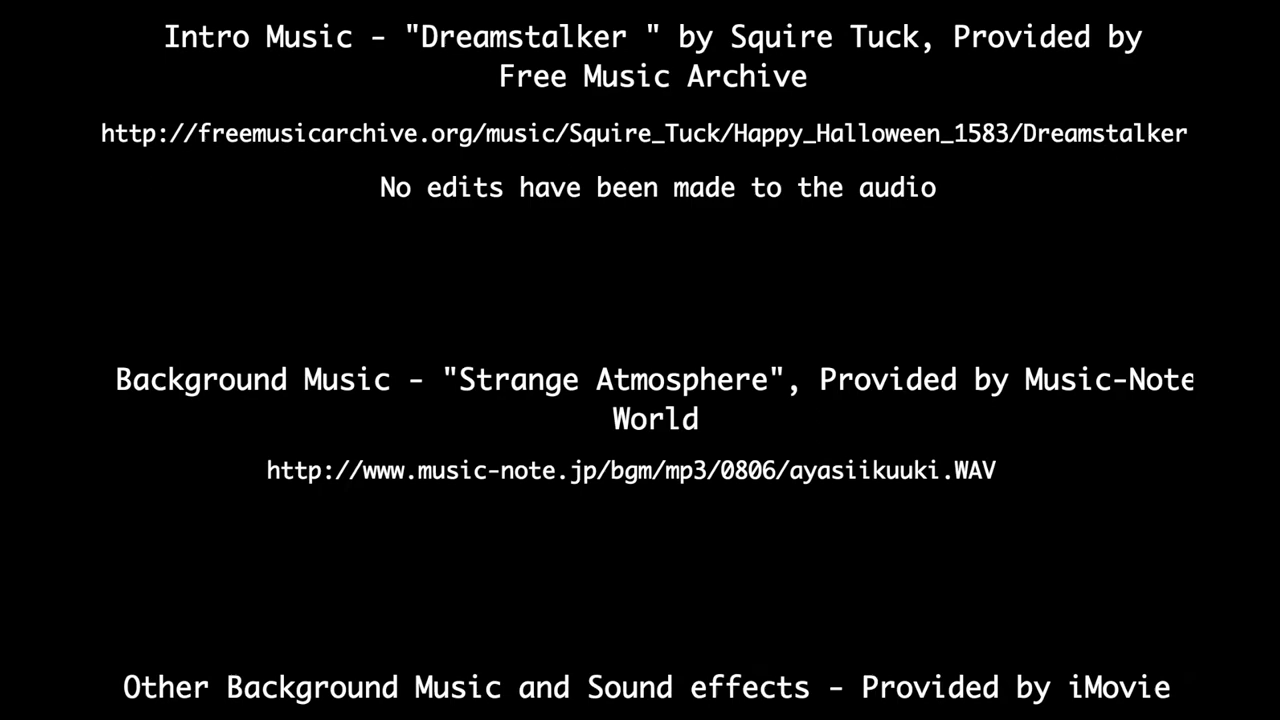 Intro Music - "Dreamstalker " by Squire Tuck, Provided by
Free Music Archive
http://freemusicarchive.org/music/Squire_Tuck/Happy_Halloween_1583/Dreamstalker
No edits have been made to the audio
Background Music - "Strange Atmosphere", Provided by Music-Note
World
http://www.music-note.jp/bgm/mp3/0806/ayasiikuuki.WAV
Other Background Music and Sound effects - Provided by iMovie